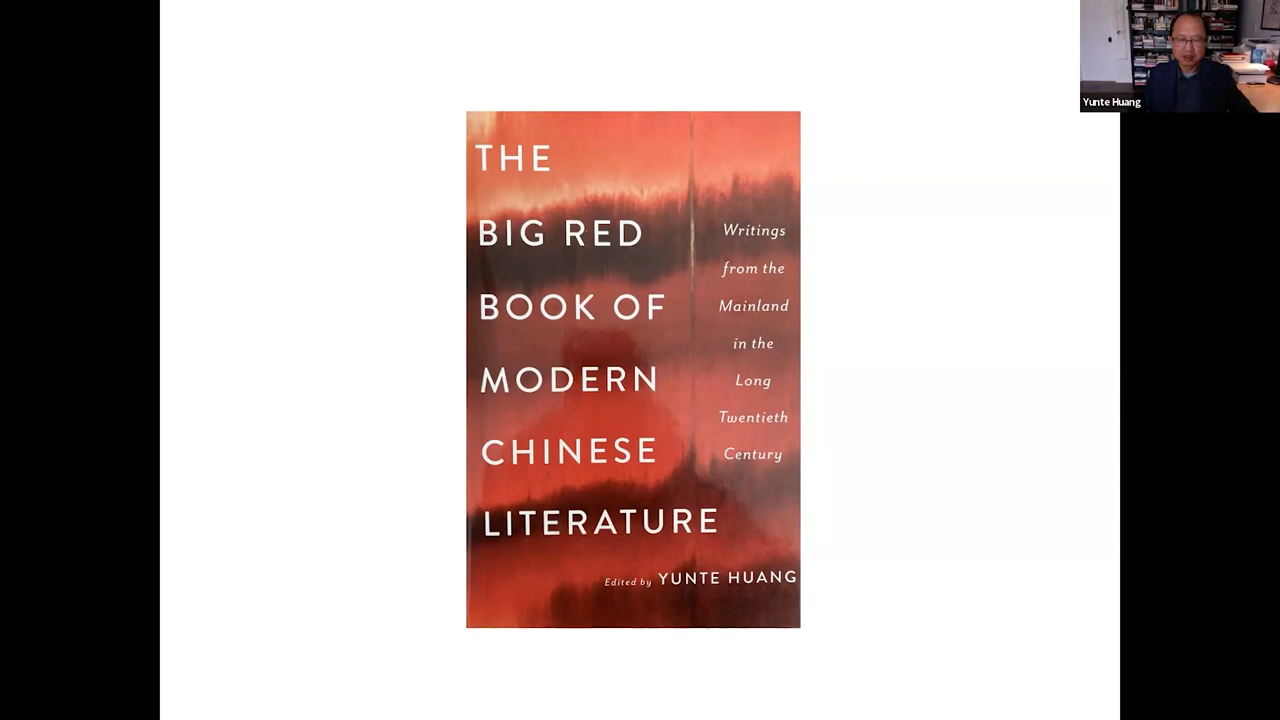 THE
BIG RED
BOOK OF
MODERN
CHINESE
LITERATURE
Writings
from the
Mainland
in the
Long
Twentieth
Century
Edited by YUNTE HUANG
Yunte Huang